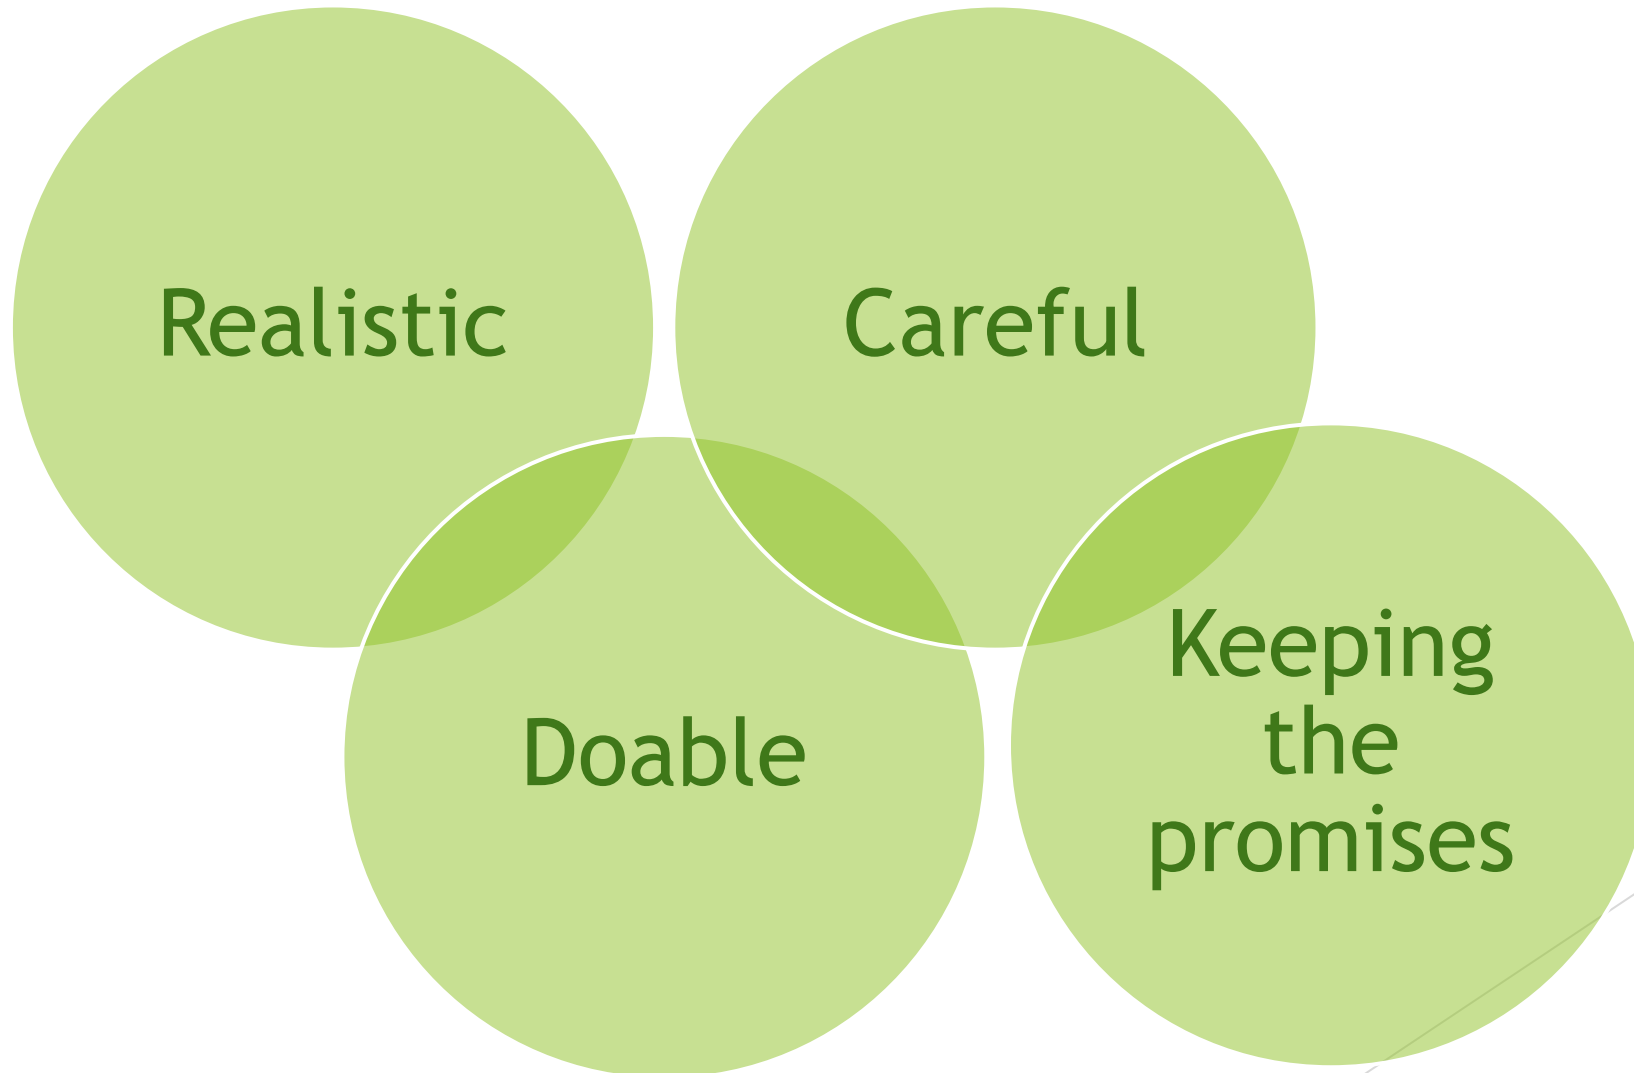 Realistic
Careful
Doable
Keeping
the
promises